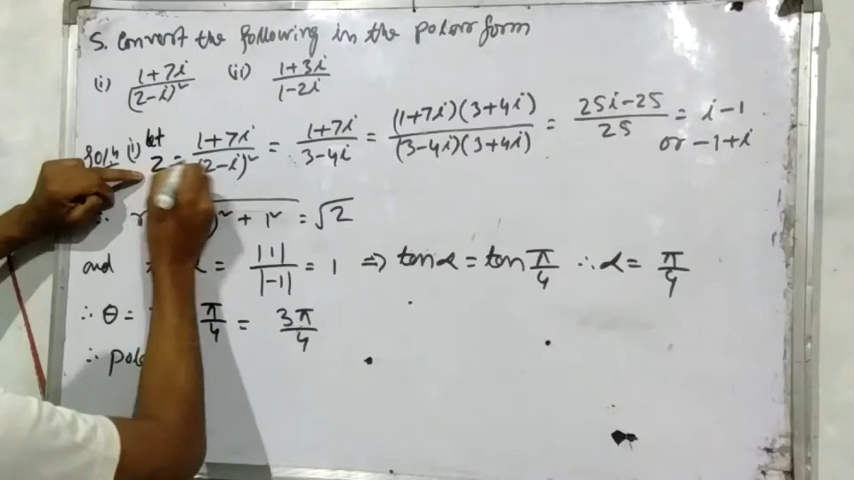 5. Convert the following in the polar form
(i) 1+7i/(2-i)² (ii) 1+3i/1-2i
Soln (i) let z = 1+7i/(2-i)² = 1+7i/3-4i = (1+7i)(3+4i)/(3-4i)(3+4i) = 25i-25/25 = i-1
or -1+i
² + 1² = √2
and = |1|/|-1| = 1 ⇒ tanα = tan π/4 ∴ α = π/4
∴ θ = π/4 = 3π/4
∴